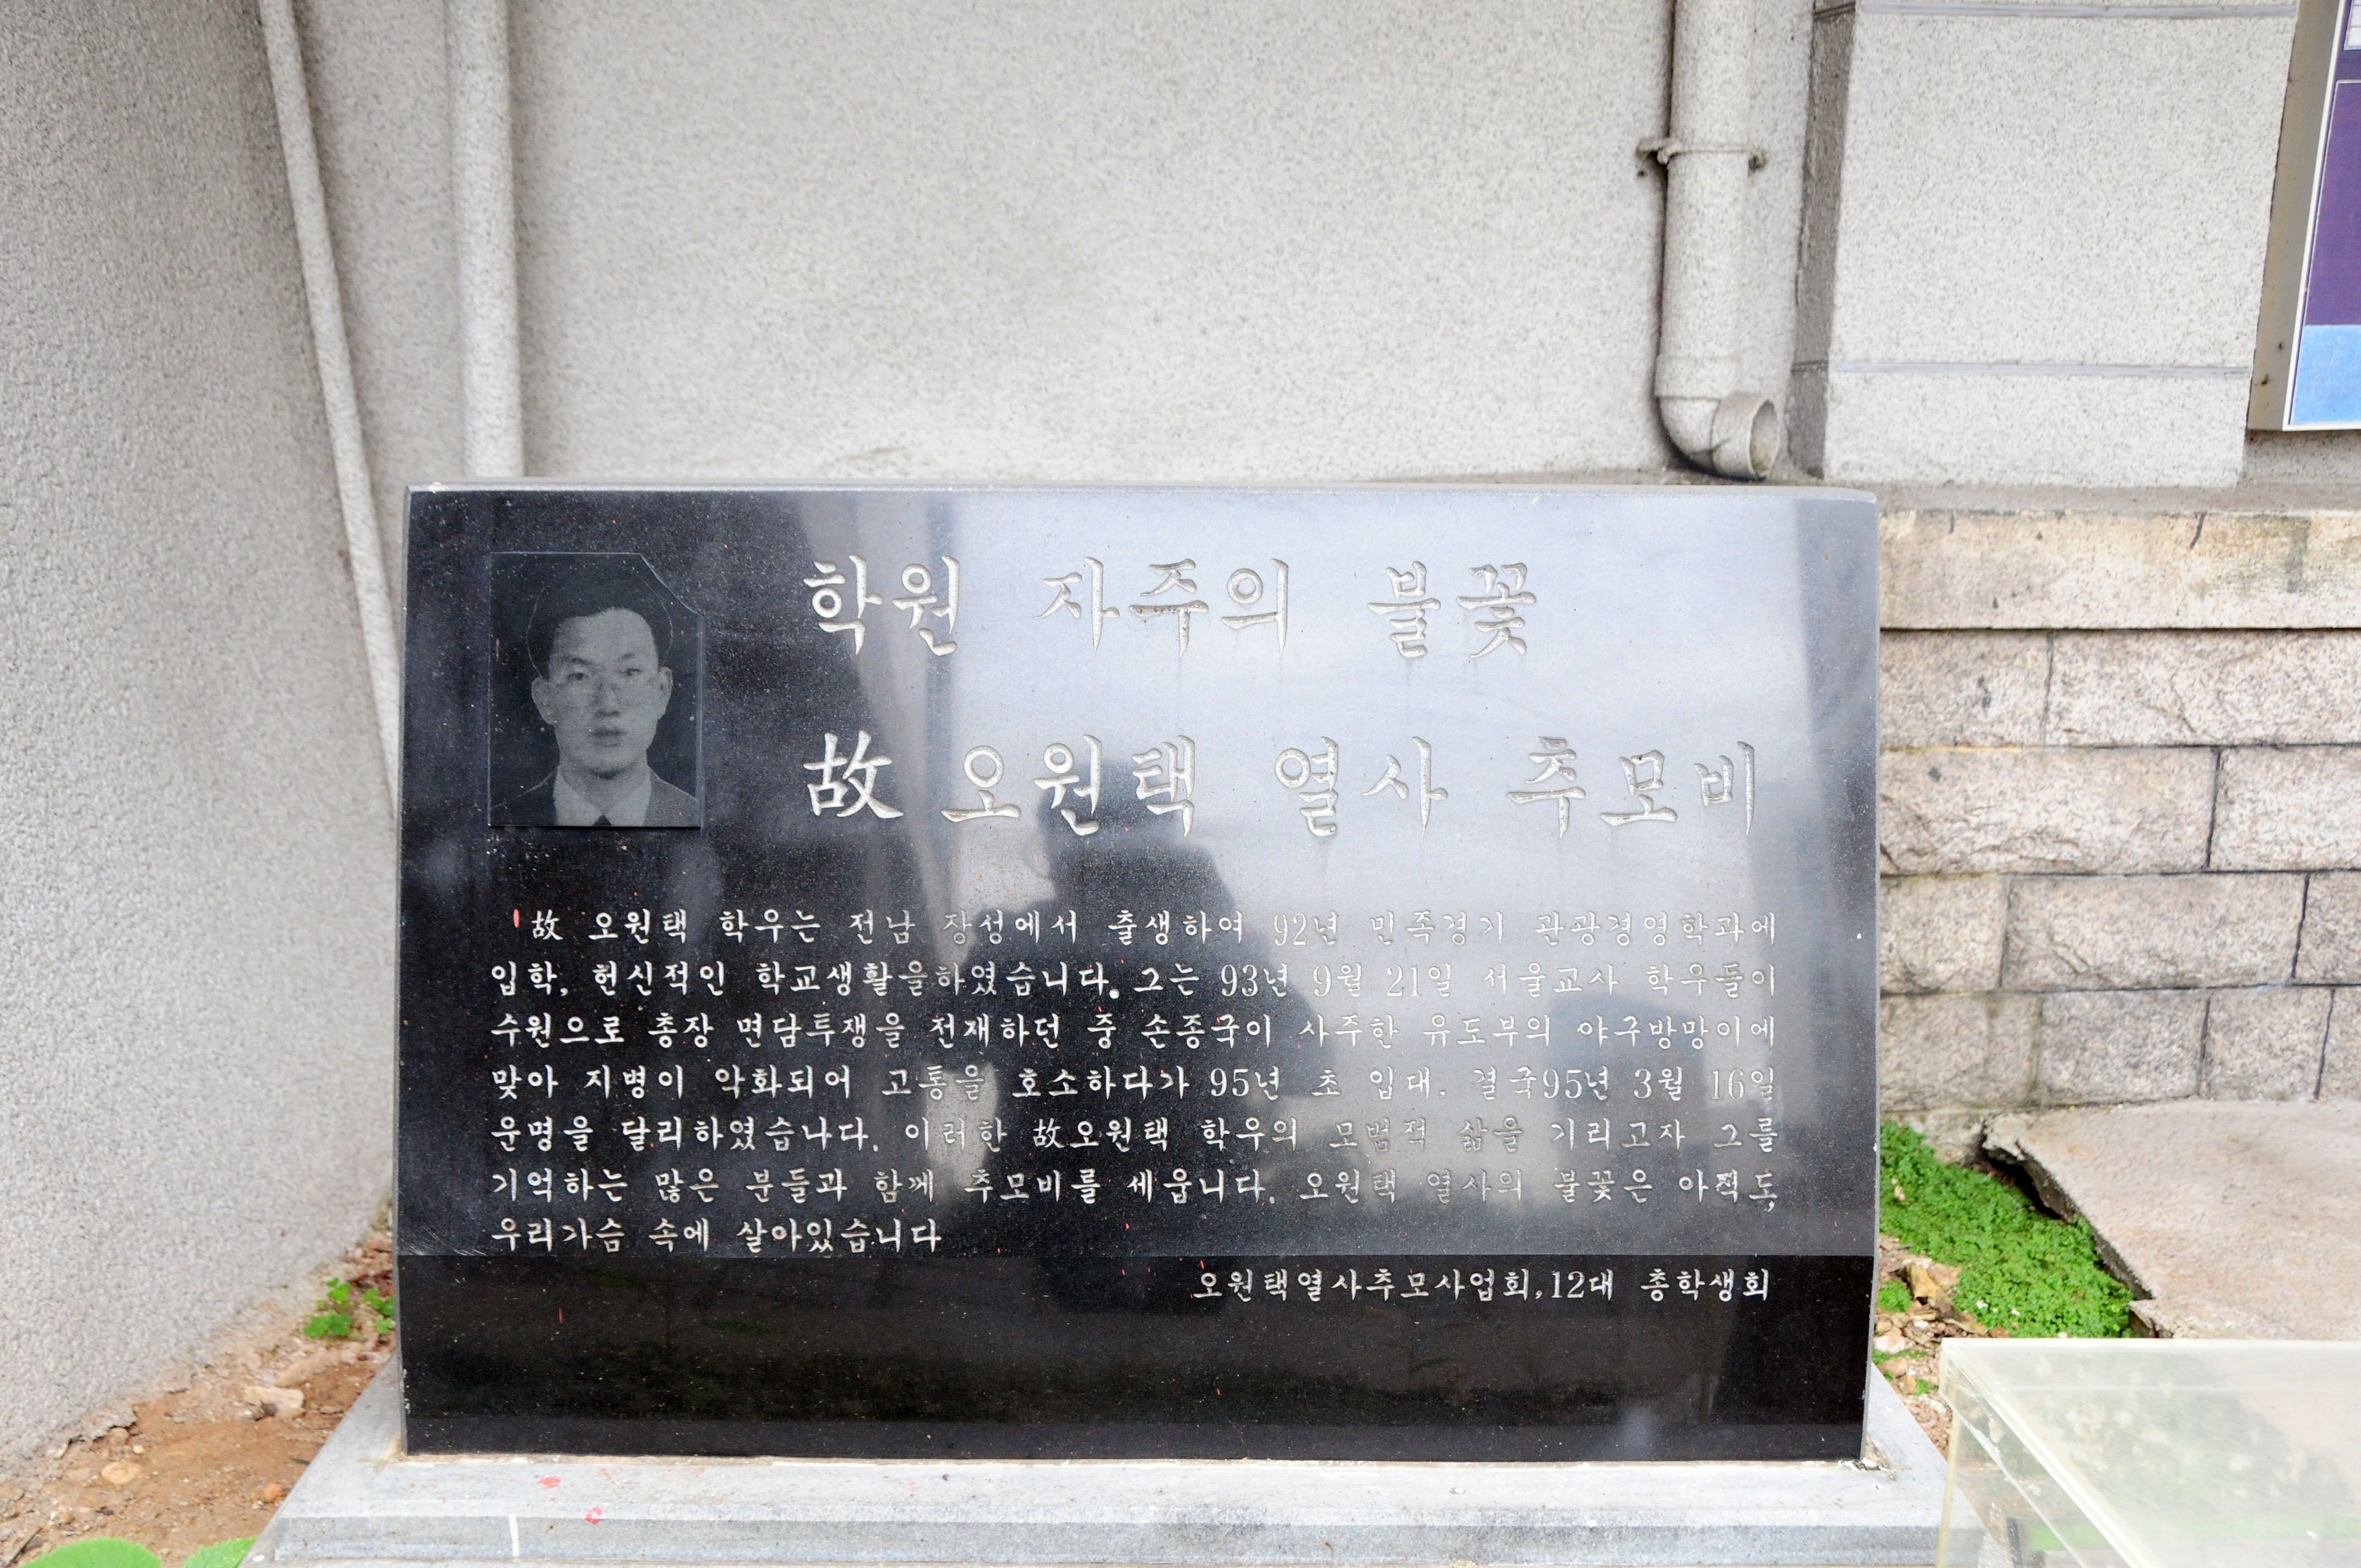 학원 자주의 불꽃
故 오원택 열사 추모비
故 오원택 학우는 전남 장성에서 출생하여 92년 민족경기 관광경영학과에
입학, 헌신적인 학교생활을하였습니다. 그는 93년 9월 21일 서울교사 학우들이
수원으로 총장 면담투쟁을 전재하던 중 손종국이 사주한 유도부의 야구방망이에
맞아 지병이 악화되어 고통을 호소하다가 95년 초 입대. 결국95년 3월 16일
운명을 달리하였습니다. 이러한 故오원택 학우의 모범적 삶을 기리고자 그를
기억하는 많은 분들과 함께 추모비를 세웁니다. 오원택 열사의 불꽃은 아직도,
우리가슴 속에 살아있습니다
오원택열사추모사업회,12대 총학생회